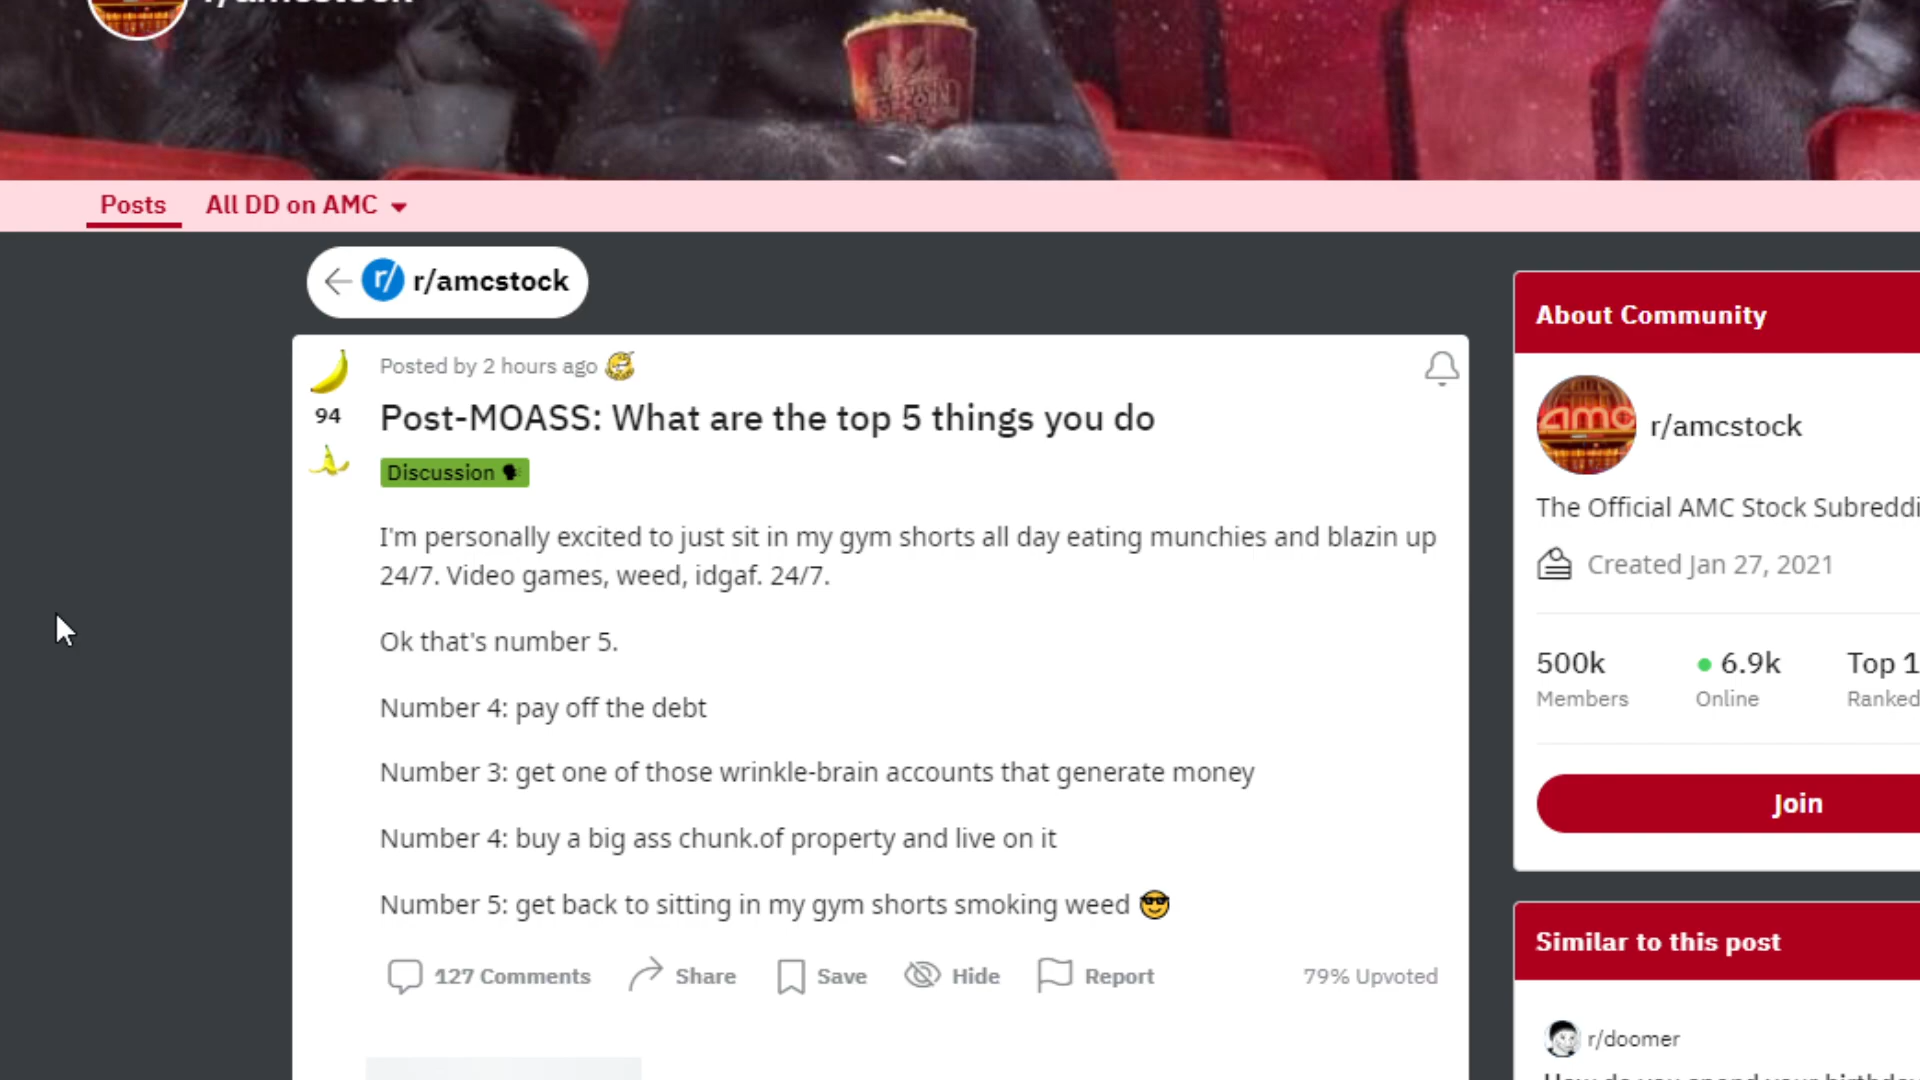 Posts
All DD on AMC
r/
r/amcstock
Posted by 2 hours ago
94
Post-MOASS: What are the top 5 things you do
Discussion
I'm personally excited to just sit in my gym shorts all day eating munchies and blazin up
24/7. Video games, weed, idgaf. 24/7.
Ok that's number 5.
Number 4: pay off the debt
Number 3: get one of those wrinkle-brain accounts that generate money
Number 4: buy a big ass chunk.of property and live on it
Number 5: get back to sitting in my gym shorts smoking weed
127 Comments
Share
Save
Hide
Report
79% Upvoted
About Community
amc
r/amcstock
The Official AMC Stock Subreddi
Created Jan 27, 2021
500k
6.9k
Top 1
Members
Online
Ranked
Join
Similar to this post
r/doomer